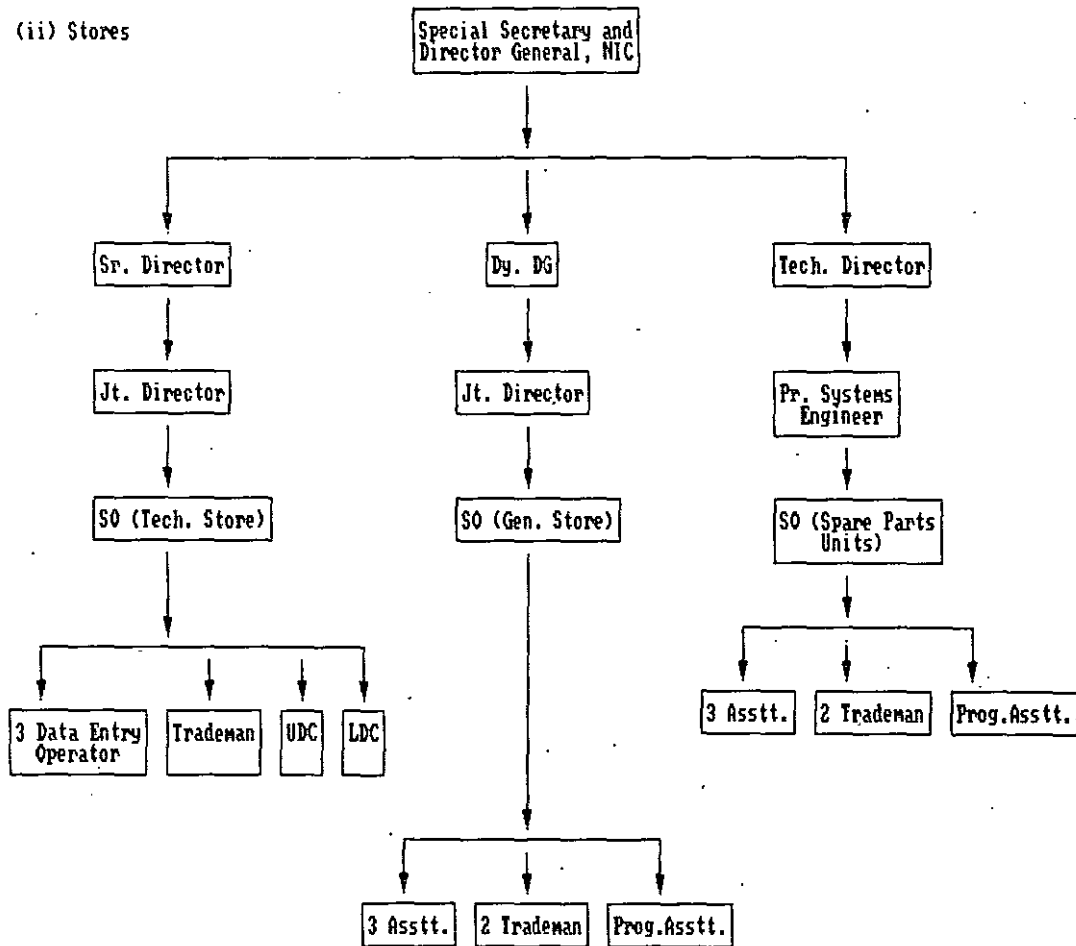 (ii) Stores
Special Secretary and
Director General, NIC
Sr. Director
Dy. DG
Tech. Director
Jt. Director
Jt. Director
Pr. Systems
Engineer
SO (Tech. Store)
SO (Gen. Store)
SO (Spare Parts
Units)
3 Data Entry
Operator
Trademan
UDC
LDC
3 Asstt.
2 Trademan
Prog.Asstt.
3 Asstt.
2 Trademan
Prog.Asstt.